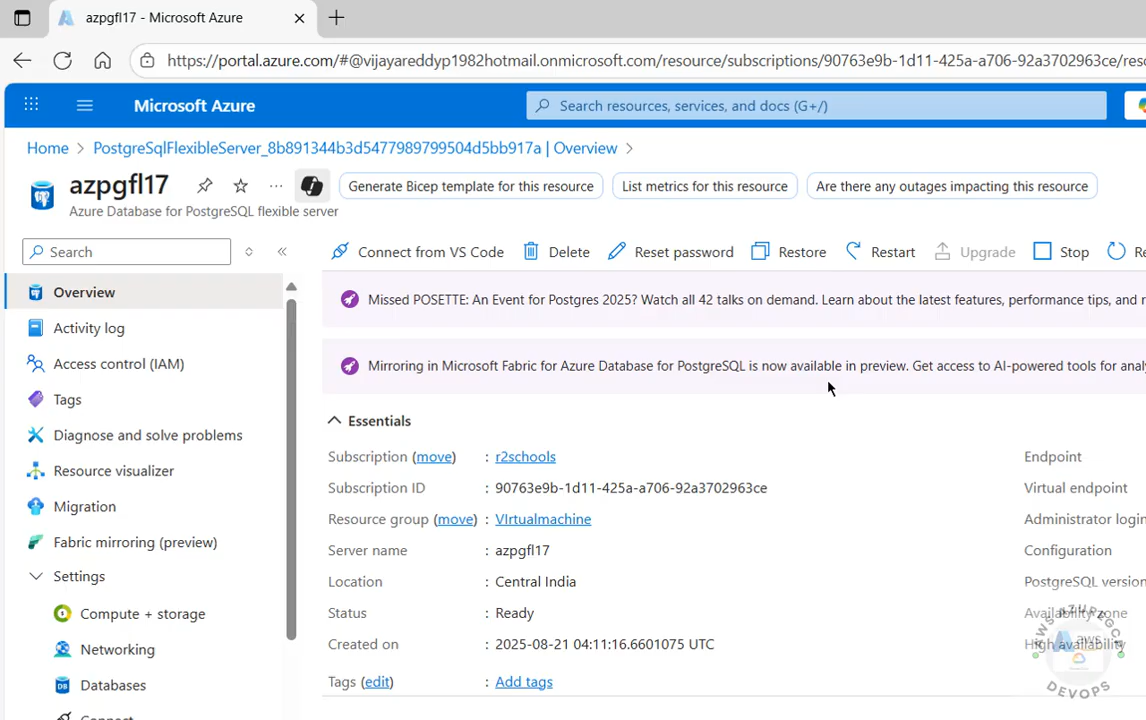 azpgfl17 - Microsoft Azure
https://portal.azure.com/#@vijayareddyp1982hotmail.onmicrosoft.com/resource/subscriptions/90763e9b-1d11-425a-a706-92a3702963ce/reso
Microsoft Azure
Search resources, services, and docs (G+/)
Home > PostgreSqlFlexibleServer_8b891344b3d5477989799504d5bb917a | Overview >
azpgfl17
Generate Bicep template for this resource
List metrics for this resource
Are there any outages impacting this resource
Azure Database for PostgreSQL flexible server
Search
Connect from VS Code
Delete
Reset password
Restore
Restart
Upgrade
Stop
Re
Missed POSETTE: An Event for Postgres 2025? Watch all 42 talks on demand. Learn about the latest features, performance tips, and r
Mirroring in Microsoft Fabric for Azure Database for PostgreSQL is now available in preview. Get access to AI-powered tools for analy
Overview
Activity log
Access control (IAM)
Tags
Diagnose and solve problems
Resource visualizer
Migration
Fabric mirroring (preview)
Settings
Compute + storage
Networking
Databases
Connect
Essentials
Subscription (move) : r2schools
Subscription ID : 90763e9b-1d11-425a-a706-92a3702963ce
Resource group (move) : VIrtualmachine
Server name : azpgfl17
Location : Central India
Status : Ready
Created on : 2025-08-21 04:11:16.6601075 UTC
Tags (edit) : Add tags
Endpoint
Virtual endpoint
Administrator login
Configuration
PostgreSQL version
Availability zone
High availability
AWS AZURE GCP
aws
DEVOPS